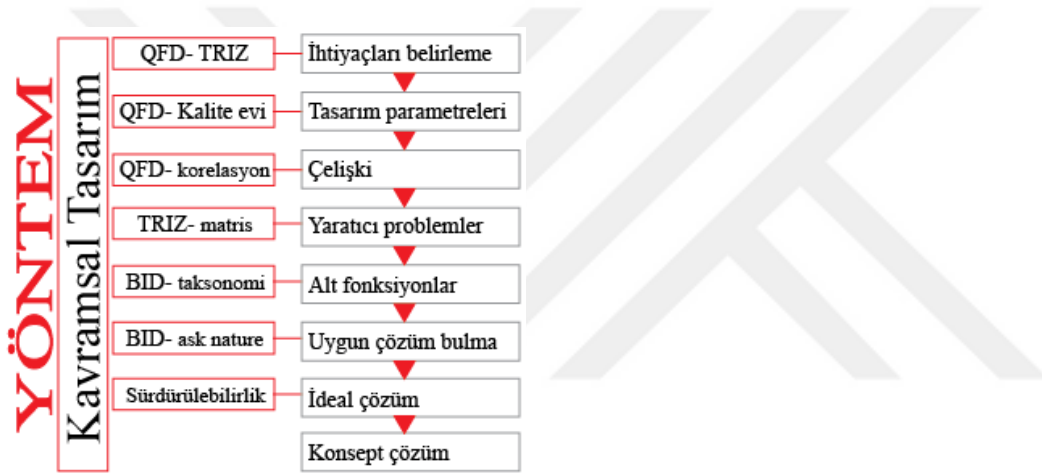 YÖNTEM
Kavramsal Tasarım
QFD- TRIZ
İhtiyaçları belirleme
QFD- Kalite evi
Tasarım parametreleri
QFD- korelasyon
Çelişki
TRIZ- matris
Yaratıcı problemler
BID- taksonomi
Alt fonksiyonlar
BID- ask nature
Uygun çözüm bulma
Sürdürülebilirlik
İdeal çözüm
Konsept çözüm